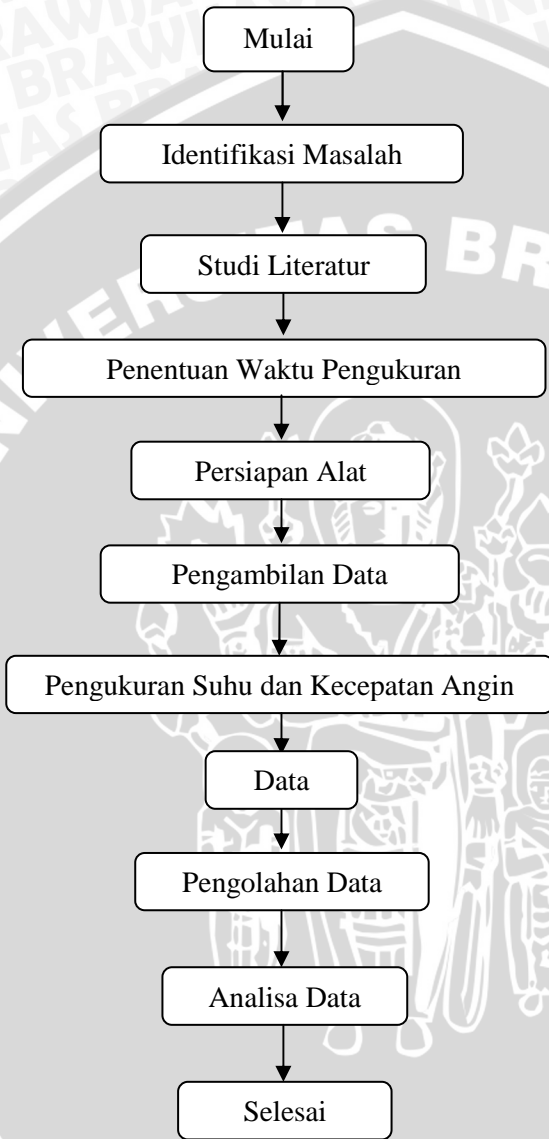 Mulai
Identifikasi Masalah
Studi Literatur
Penentuan Waktu Pengukuran
Persiapan Alat
Pengambilan Data
Pengukuran Suhu dan Kecepatan Angin
Data
Pengolahan Data
Analisa Data
Selesai